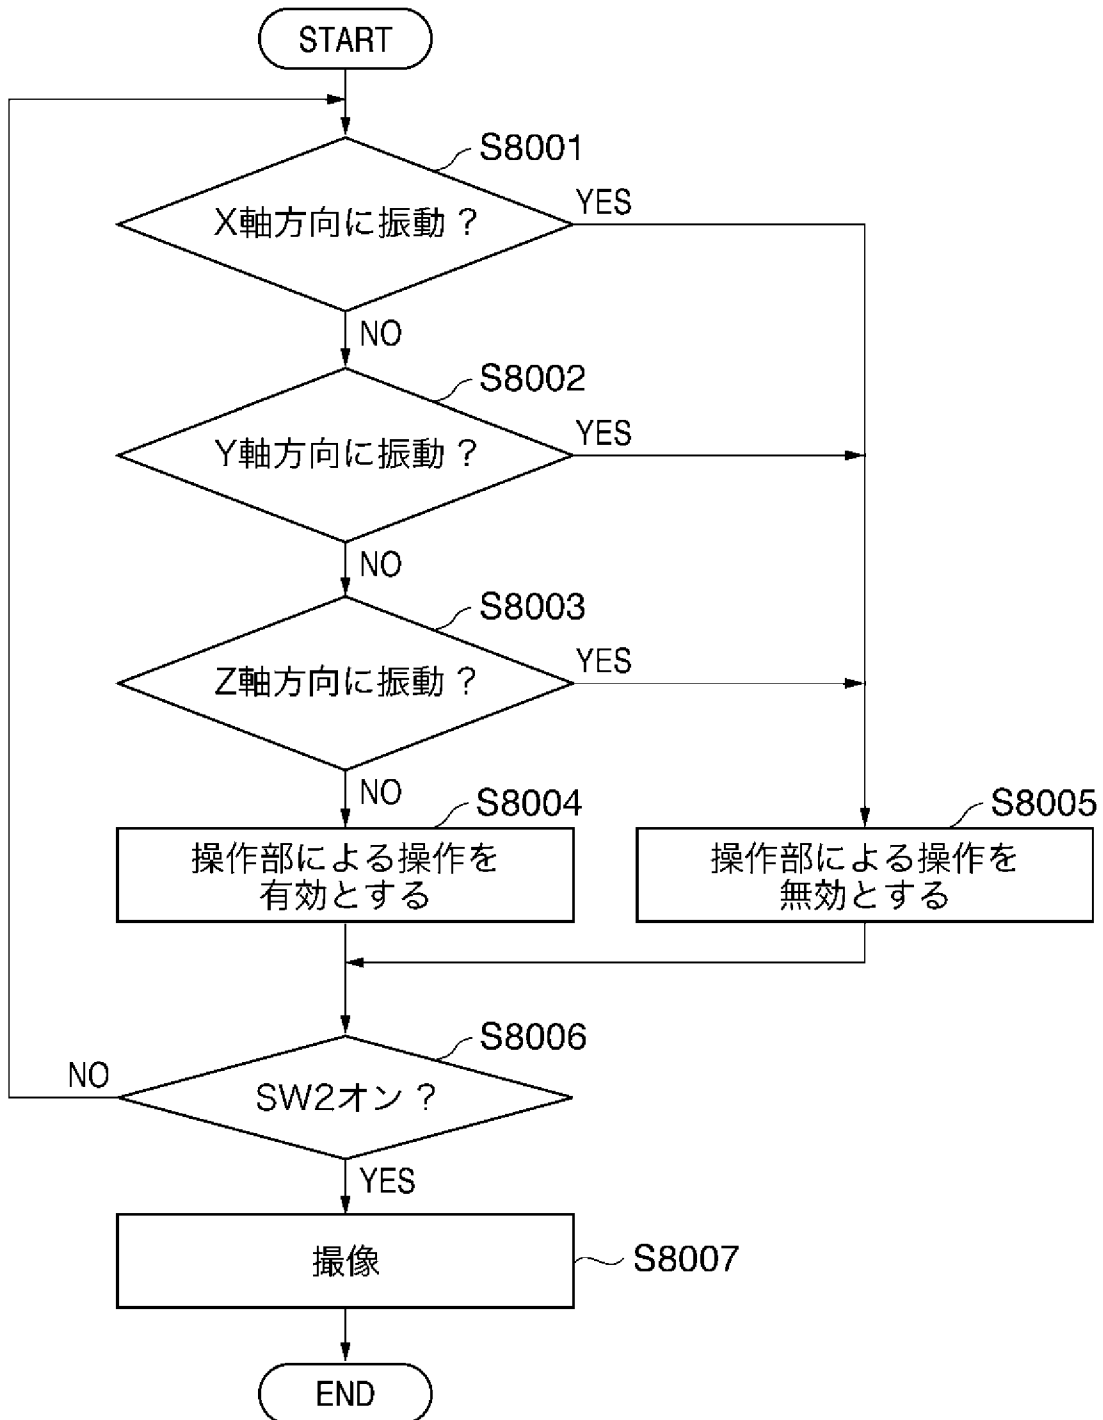 START
S8001
X軸方向に振動？
YES
NO
S8002
Y軸方向に振動？
YES
NO
S8003
Z軸方向に振動？
YES
NO
S8004
操作部による操作を
有効とする
S8005
操作部による操作を
無効とする
S8006
NO
SW2オン？
YES
撮像
S8007
END